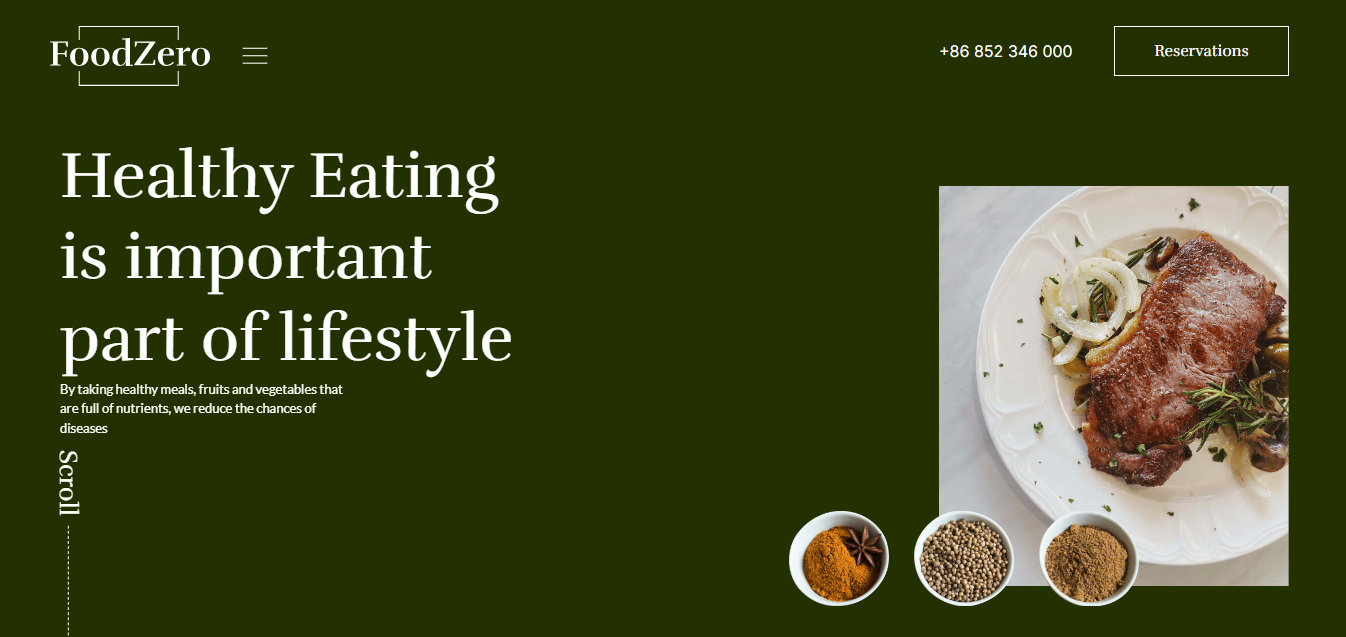 FoodZero
+86 852 346 000
Reservations
Healthy Eating
is important
part of lifestyle
By taking healthy meals, fruits and vegetables that
are full of nutrients, we reduce the chances of
diseases
Scroll